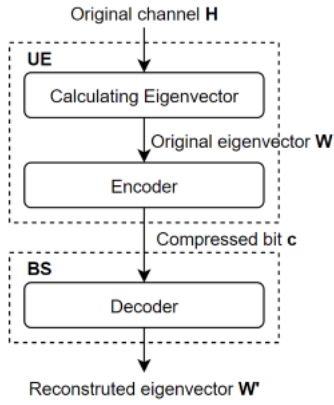 Original channel H
UE
Calculating Eigenvector
Original eigenvector W
Encoder
Compressed bit c
BS
Decoder
Reconstruted eigenvector W'